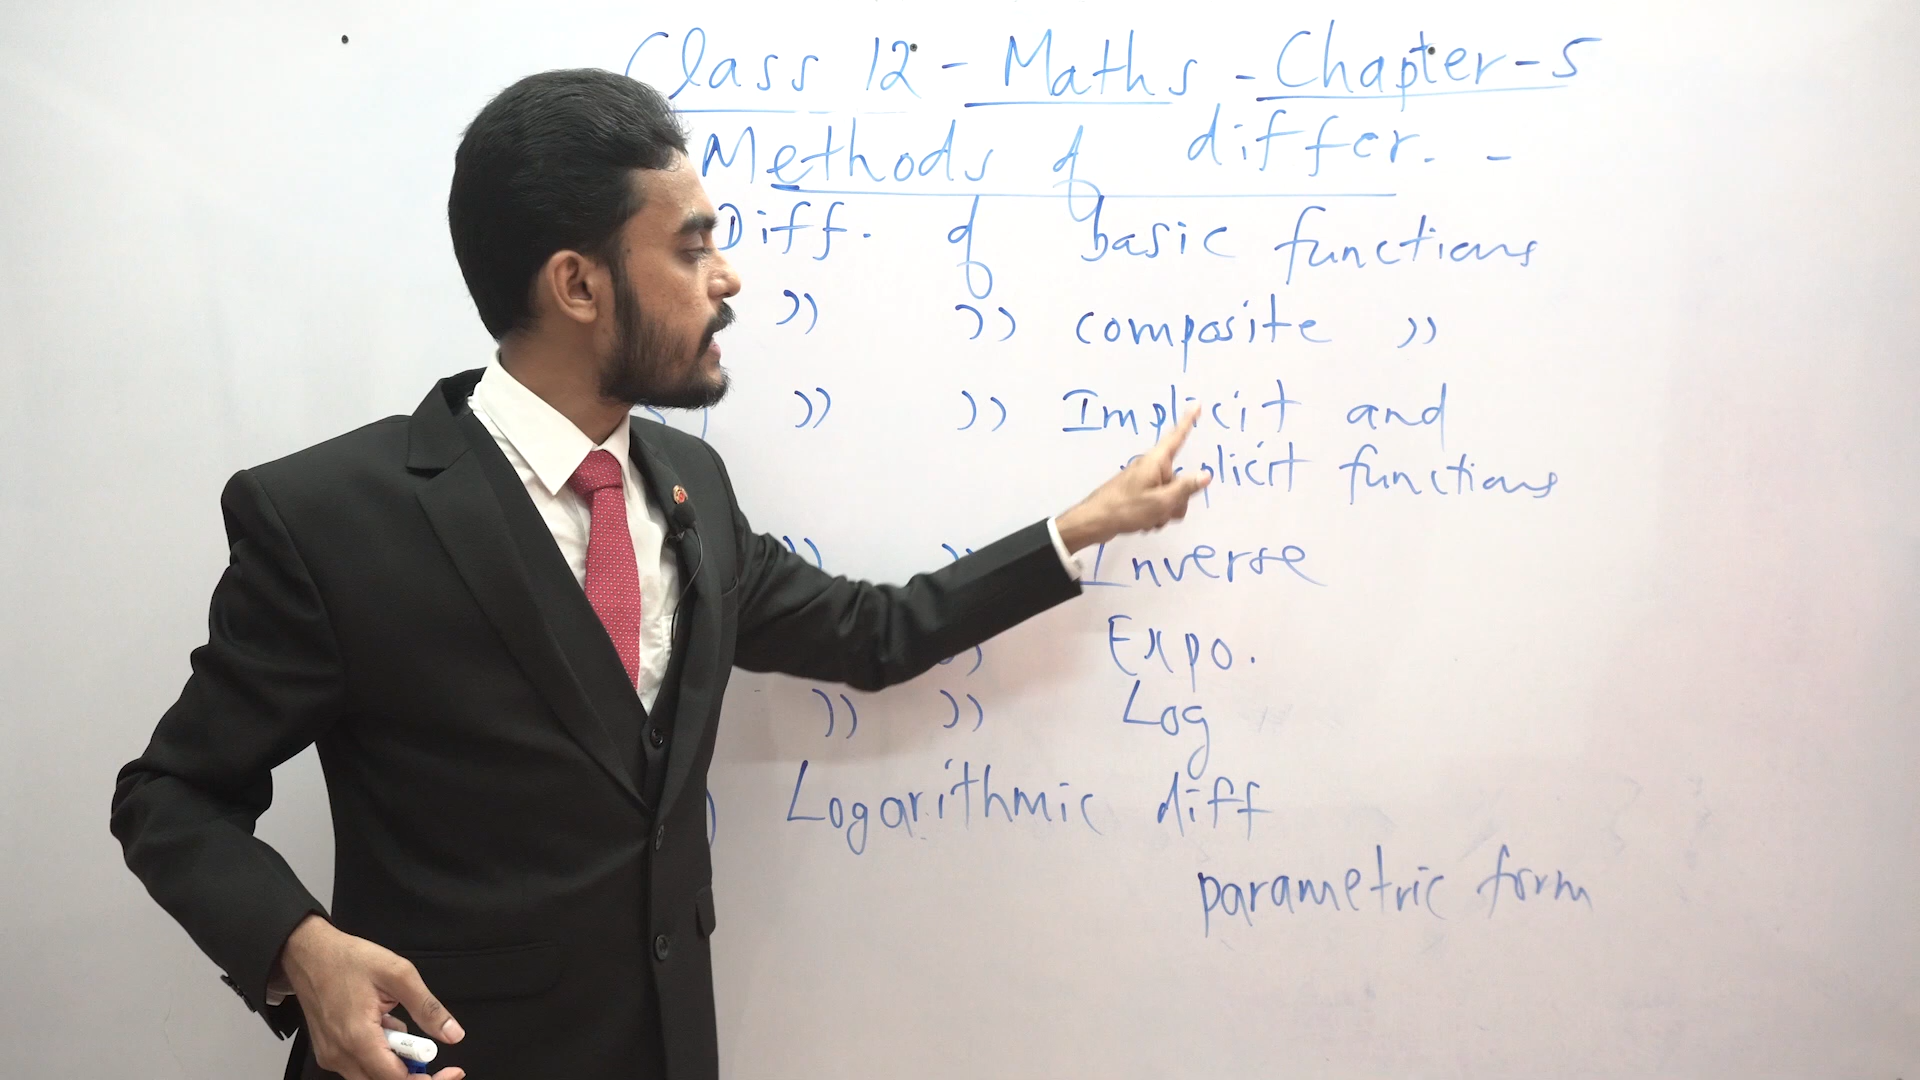 Class 12 - Maths - Chapter-5
Methods of differ. -
Diff. of basic functions
" " composite "
" " Implicit and
functions
" " Inverse
" Expo.
" " Log
) Logarithmic diff
parametric form